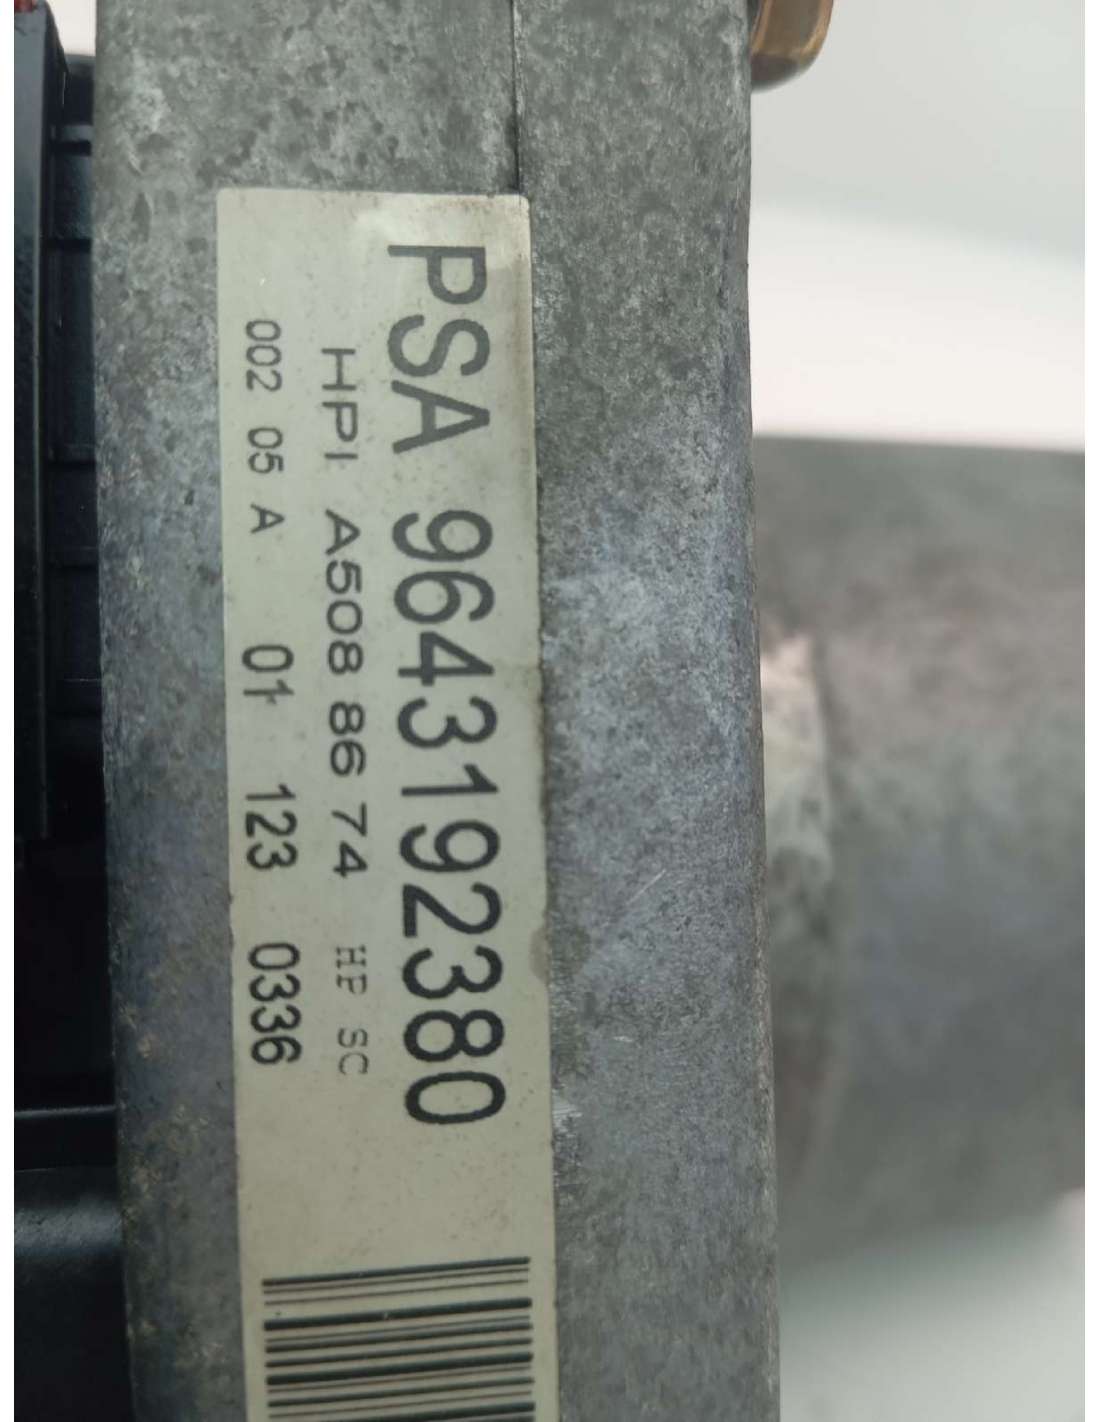 PSA 9643192380
HPI A508 86 74 HP SC
002 05 A 01 123 0336